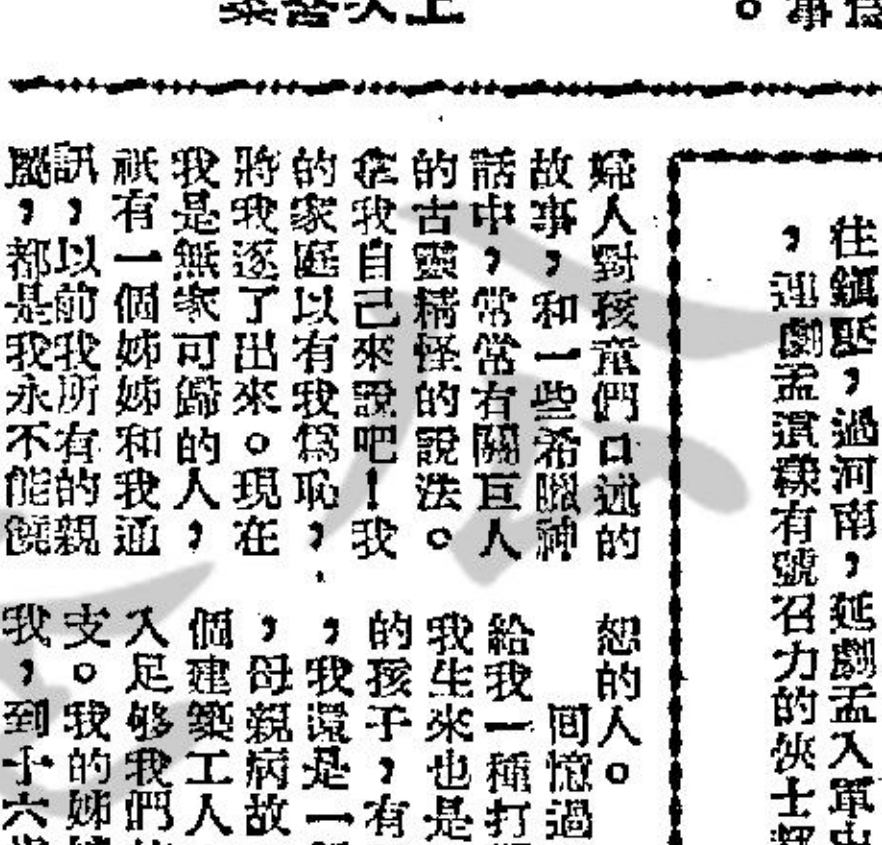 往鎭壓，過河南，延劇孟入軍中
，連劇孟這樣有號召力的俠士
婦人對孩童們口述的
故事，和一些希臘神
話中，常常有關巨人
的古靈精怪的說法。
拿我自己來說吧！我
的家庭以有我爲恥，
將我逐了出來。現在
我是無家可歸的人，
祇有一個姊姊和我通
訊，以前我所有的親
屬，都是我永不能饒
恕的人。
回憶過
給我一種打
我生來也是
的孩子，有
，我還是一
，母親病故
個建築工人
入足够我們
支。我的姊
我，到十六